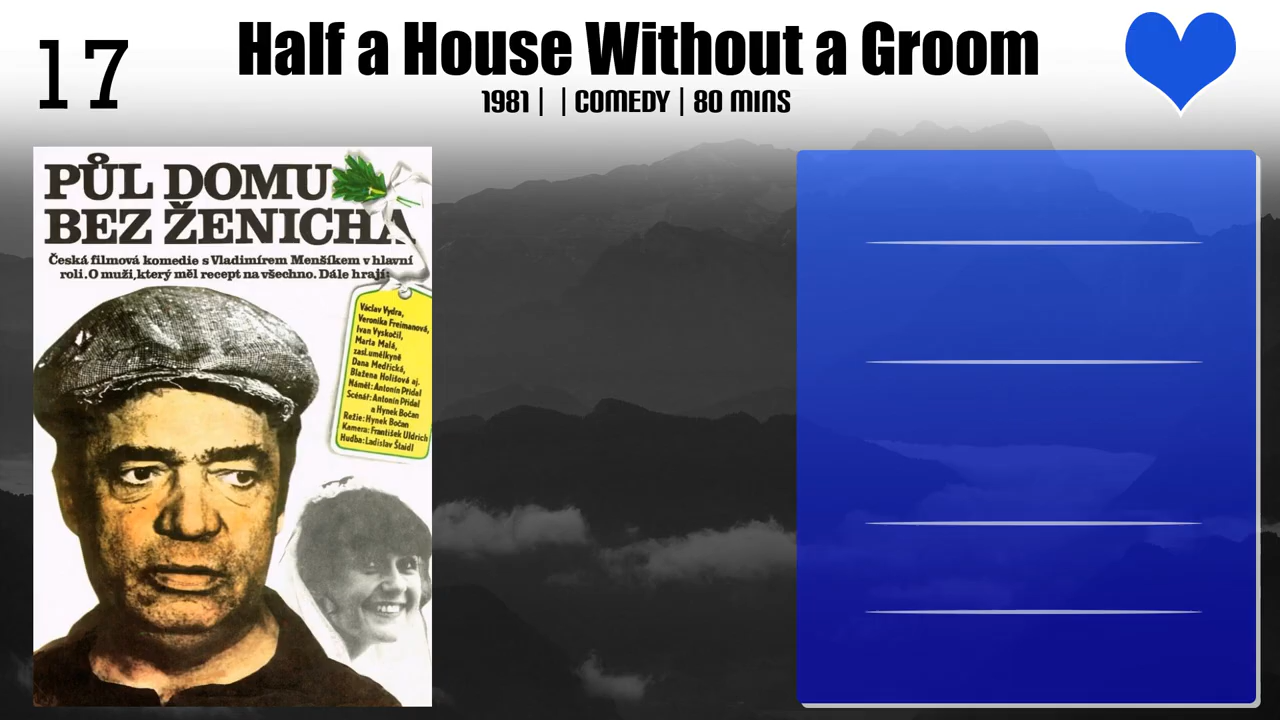 17
Half a House Without a Groom
1981 | | COMEDY | 80 MINS
PŮL DOMU
BEZ ŽENICHA
Česká filmová komedie s Vladimírem Menšíkem v hlavní
roli. O muži, který měl recept na všechno. Dále hrají:
Václav Vydra,
Veronika Freimanová,
Ivan Vyskočil,
Marta Malá,
zasl.umělkyně
Dana Medřická,
Blažena Holišová aj.
Námět: Antonín Přidal
Scénář: Antonín Přidal
a Hynek Bočan
Režie: Hynek Bočan
Kamera: František Uldrich
Hudba: Ladislav Štaidl